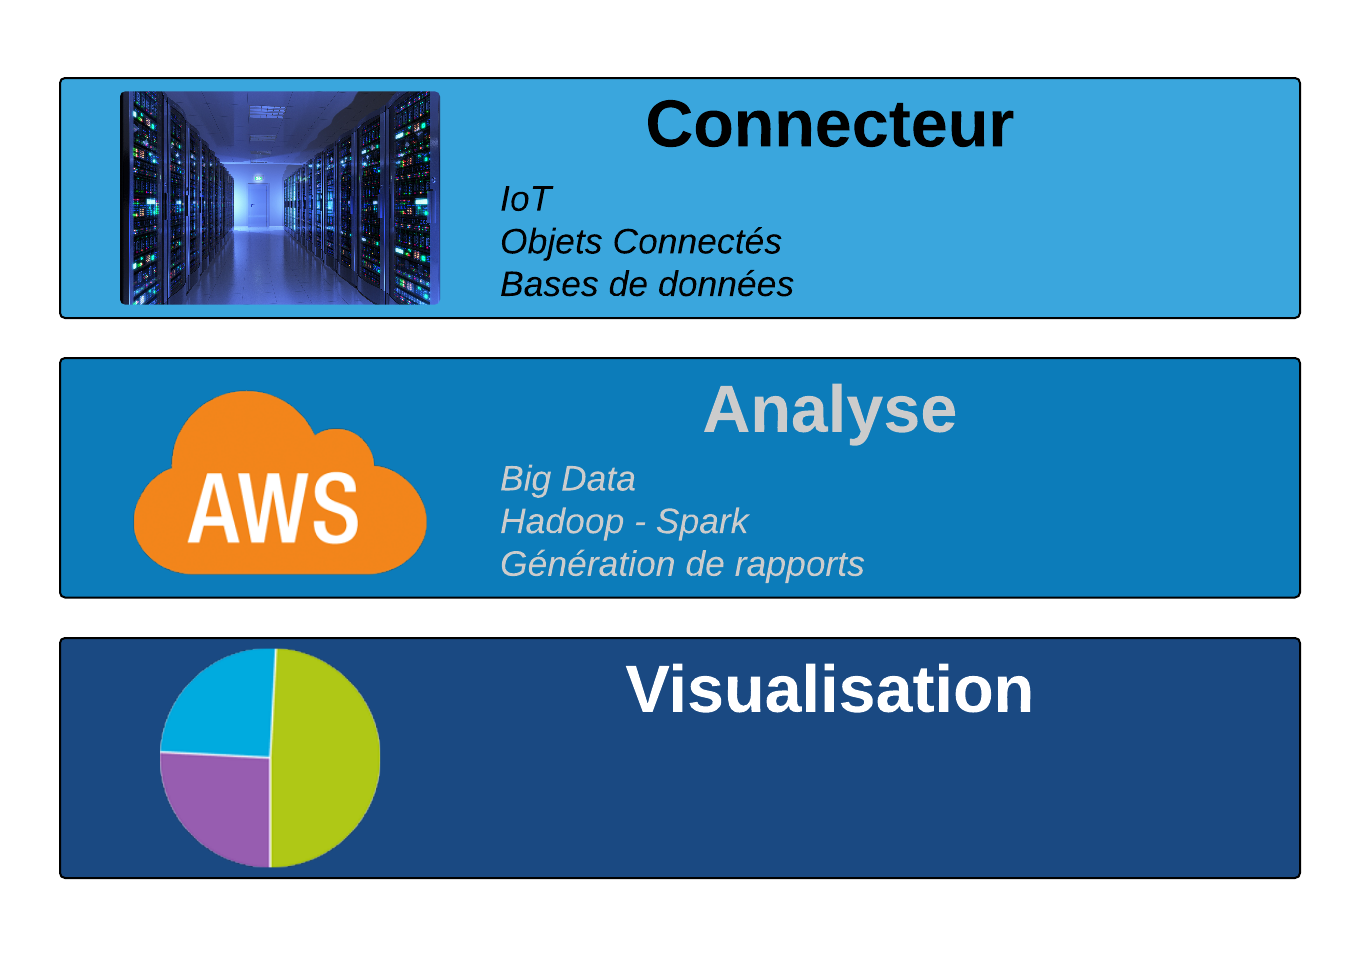 Connecteur
IoT
Objets Connectés
Bases de données
AWS
Analyse
Big Data
Hadoop - Spark
Génération de rapports
Visualisation